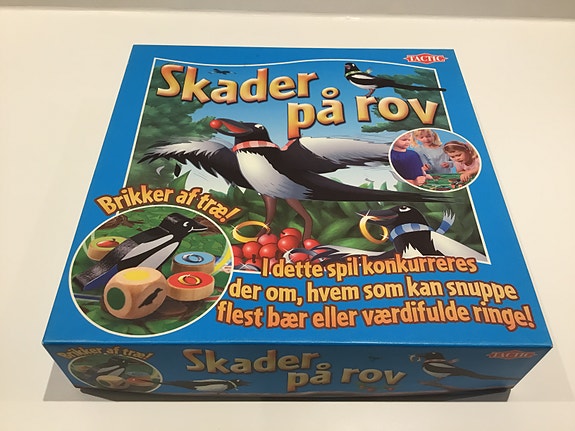 TACTIC
Skader
på rov
Brikker af træ!
I dette spil konkurreres
der om, hvem som kan snuppe
flest bær eller værdifulde ringe!
Brikker af træ!
Skader
på rov
TACTIC